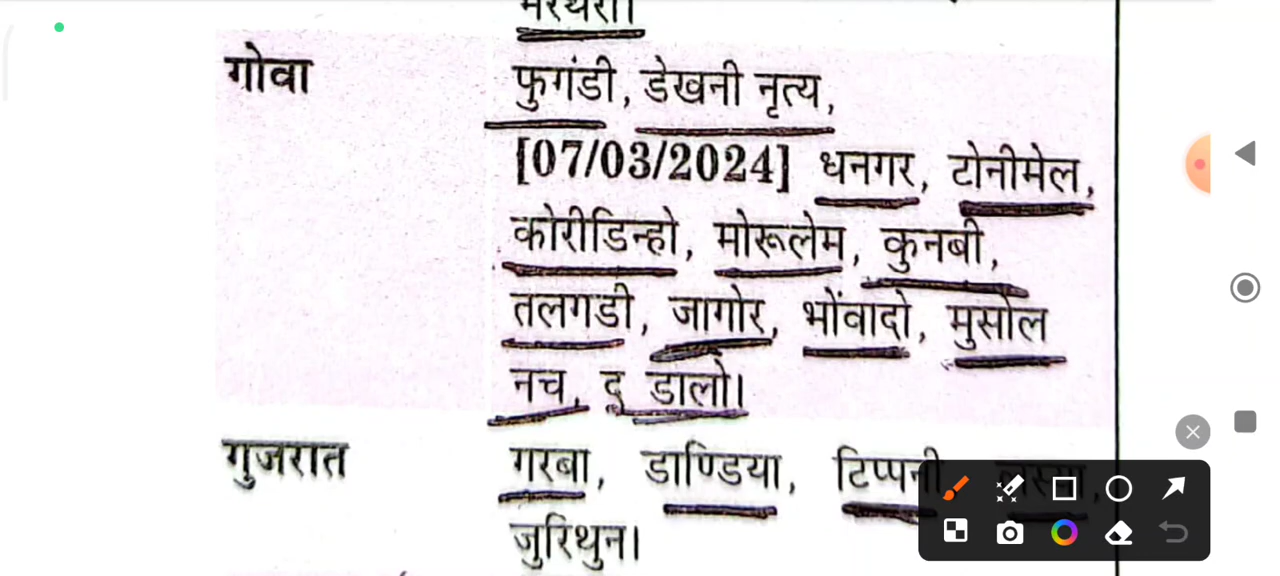 गोवा
फुगंडी, डेखनी नृत्य,
[07/03/2024] धनगर, टोनीमेल,
कोरीडिन्हो, मोरूलेम, कुनबी,
तलगडी, जागोर, भोंवादो, मुसोल
नच, द डालो।
गुजरात
गरबा, डाण्डिया, टिप्पनी
जुरिथुन।